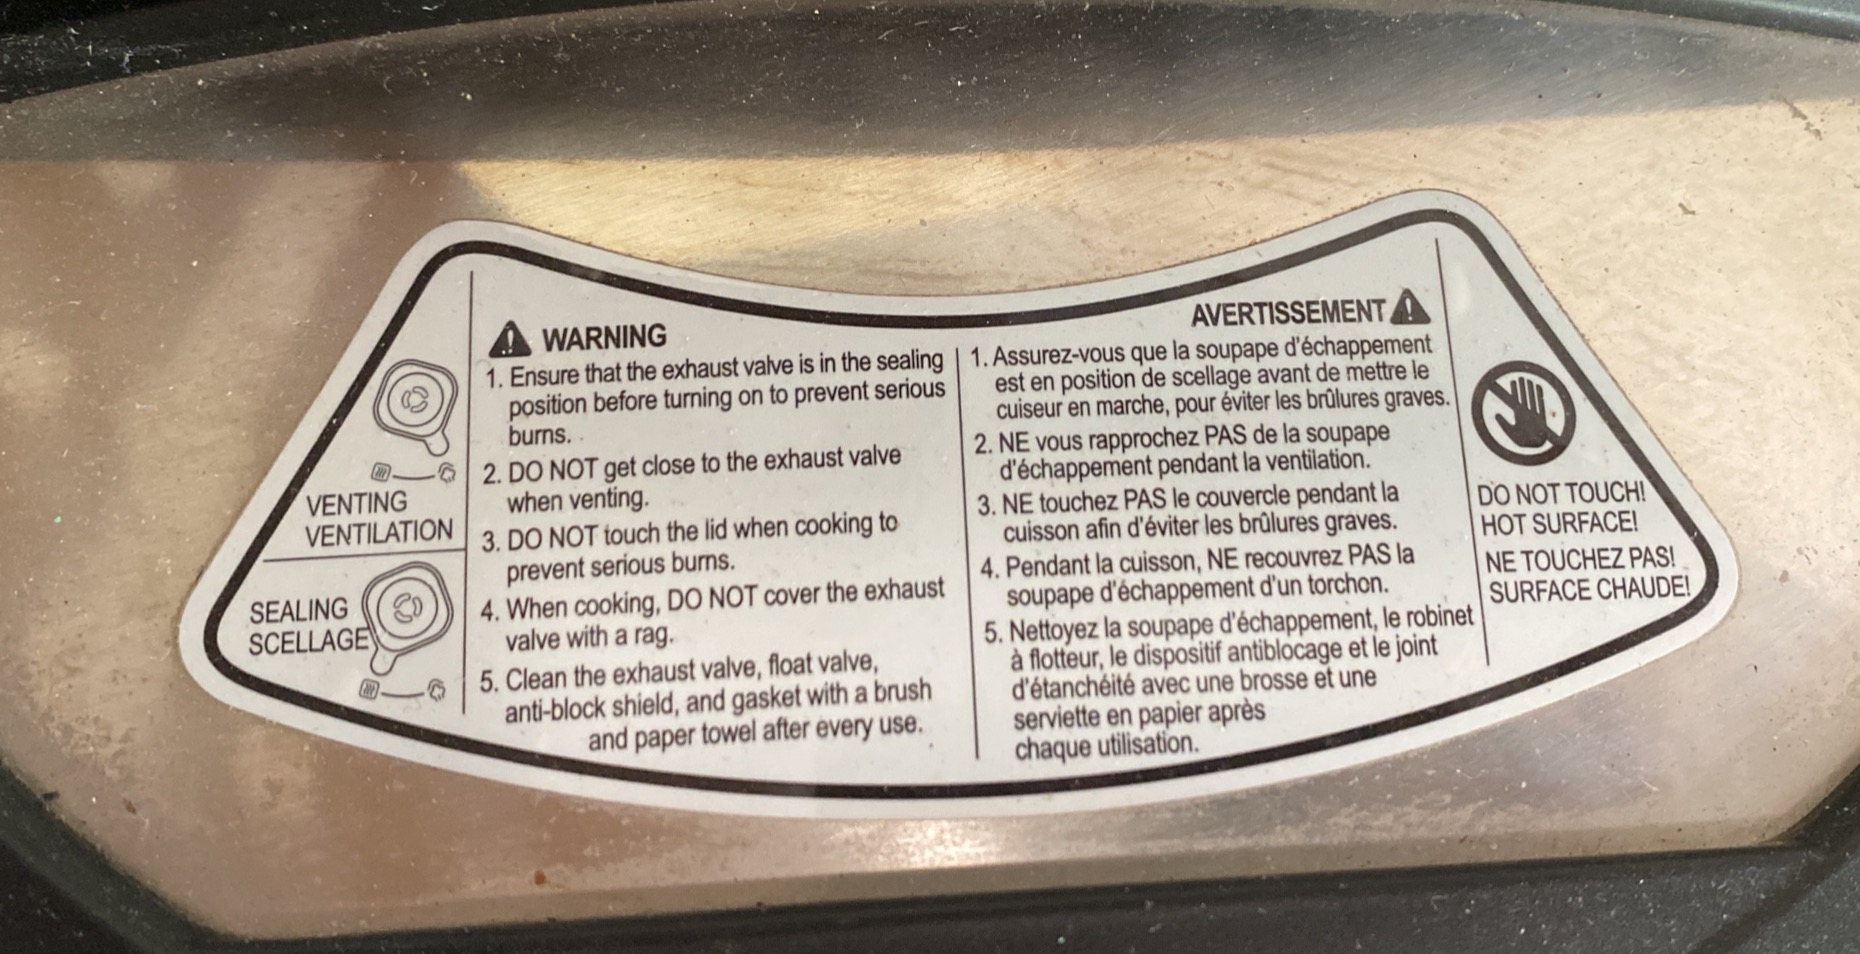 VENTING
VENTILATION
SEALING
SCELLAGE
WARNING
1. Ensure that the exhaust valve is in the sealing
position before turning on to prevent serious
burns.
2. DO NOT get close to the exhaust valve
when venting.
3. DO NOT touch the lid when cooking to
prevent serious burns.
4. When cooking, DO NOT cover the exhaust
valve with a rag.
5. Clean the exhaust valve, float valve,
anti-block shield, and gasket with a brush
and paper towel after every use.
AVERTISSEMENT
1. Assurez-vous que la soupape d'échappement
est en position de scellage avant de mettre le
cuiseur en marche, pour éviter les brûlures graves.
2. NE vous rapprochez PAS de la soupape
d'échappement pendant la ventilation.
3. NE touchez PAS le couvercle pendant la
cuisson afin d'éviter les brûlures graves.
4. Pendant la cuisson, NE recouvrez PAS la
soupape d'échappement d'un torchon.
5. Nettoyez la soupape d'échappement, le robinet
à flotteur, le dispositif antiblocage et le joint
d'étanchéité avec une brosse et une
serviette en papier après
chaque utilisation.
DO NOT TOUCH!
HOT SURFACE!
NE TOUCHEZ PAS!
SURFACE CHAUDE!